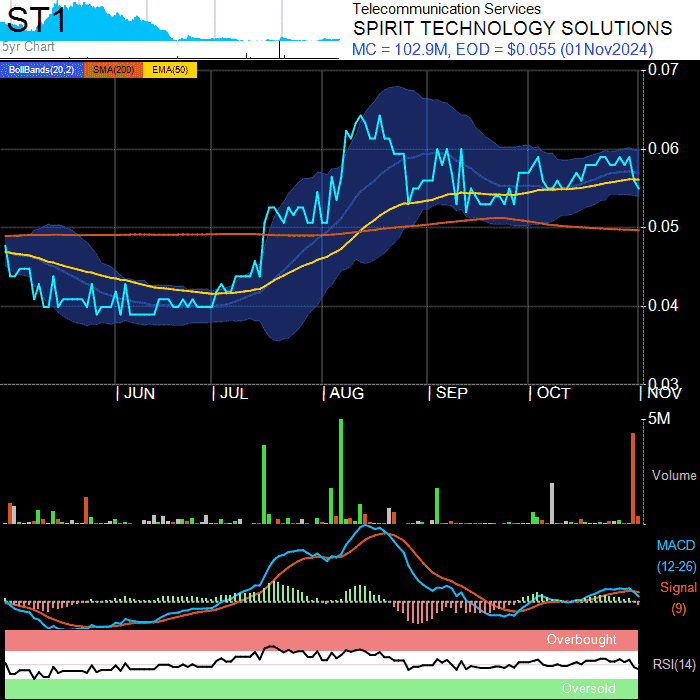 ST1
5yr Chart
Telecommunication Services
SPIRIT TECHNOLOGY SOLUTIONS
MC = 102.9M, EOD = $0.055 (01Nov2024)
BollBands(20,2) SMA(200) EMA(50)
0.07
0.06
0.05
0.04
0.03
JUN JUL AUG SEP OCT NOV
5M
Volume
MACD
(12-26)
Signal
(9)
Overbought
RSI(14)
Oversold